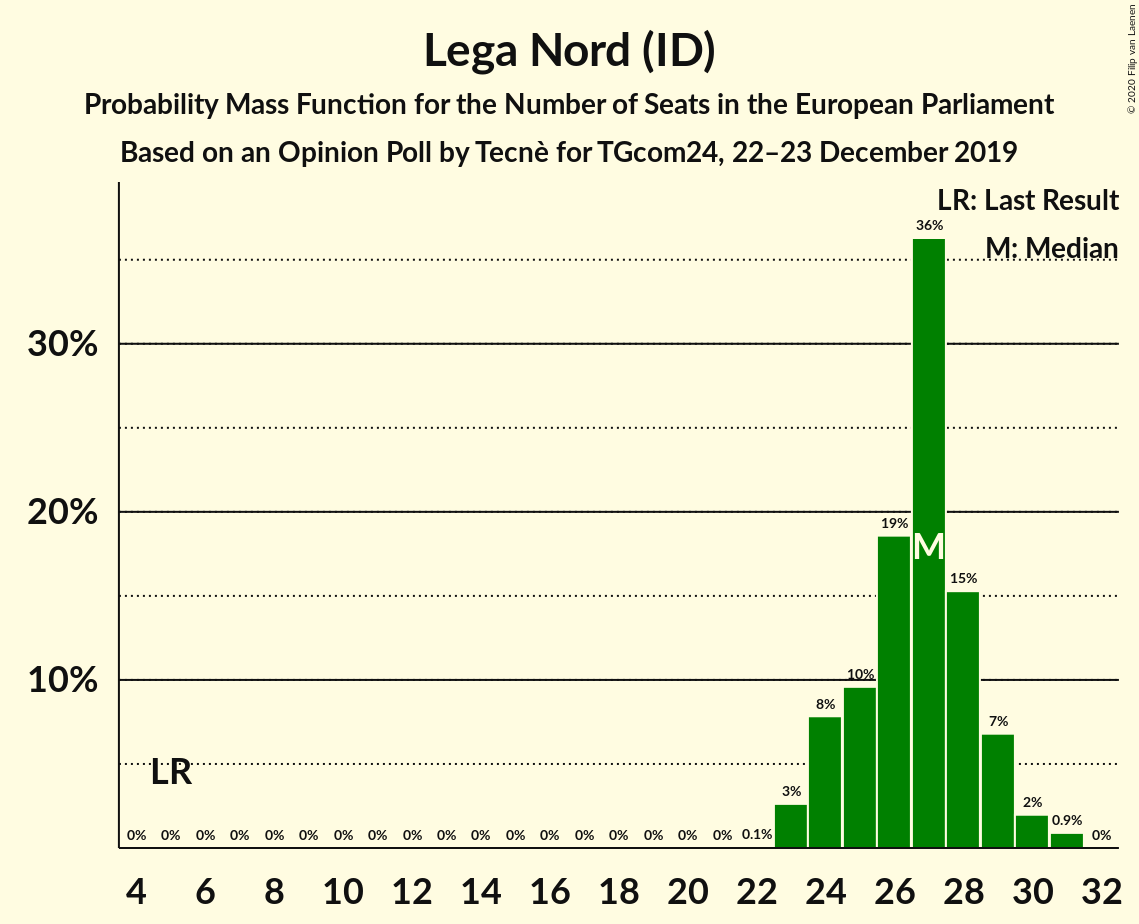 Lega Nord (ID)
Probability Mass Function for the Number of Seats in the European Parliament
Based on an Opinion Poll by Tecnè for TGcom24, 22–23 December 2019
© 2020 Filip van Laenen
LR: Last Result
M: Median
36%
30%
20%
19%
M
15%
10%
10%
8%
7%
LR
3%
2%
0.9%
0% 0% 0% 0% 0% 0% 0% 0% 0% 0% 0% 0% 0% 0% 0% 0% 0% 0% 0.1% 0%
4 6 8 10 12 14 16 18 20 22 24 26 28 30 32